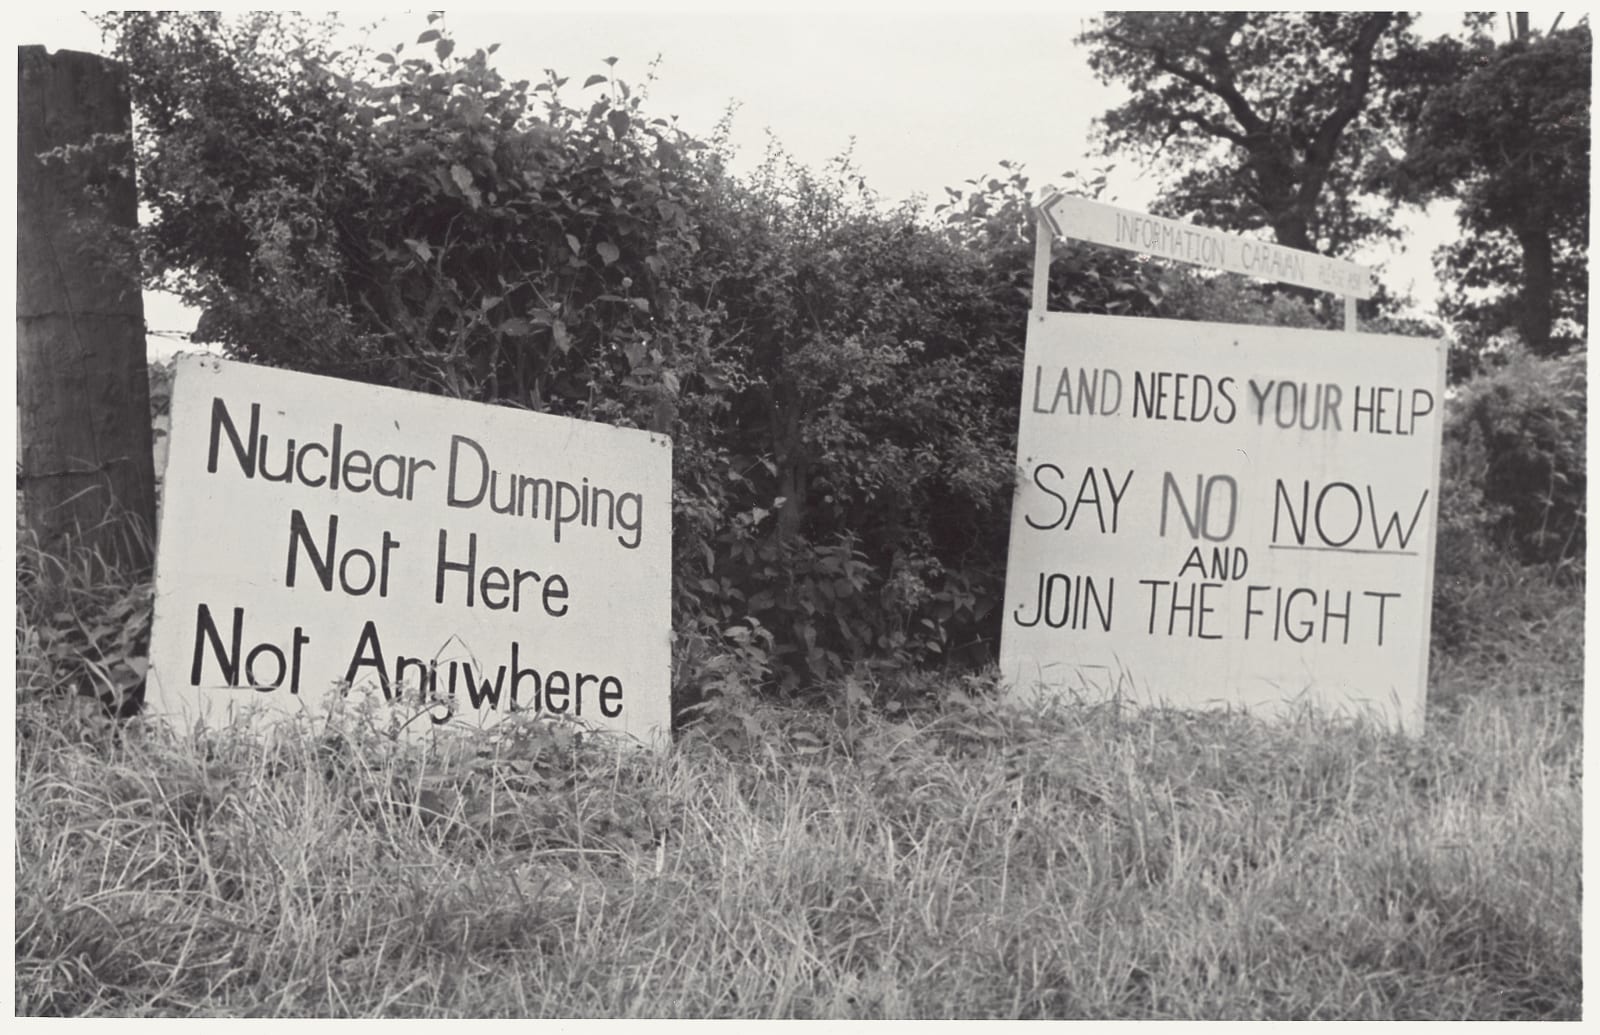 Nuclear Dumping
Not Here
Not Anywhere
INFORMATION CARAVAN
LAND NEEDS YOUR HELP
SAY NO NOW
AND
JOIN THE FIGHT